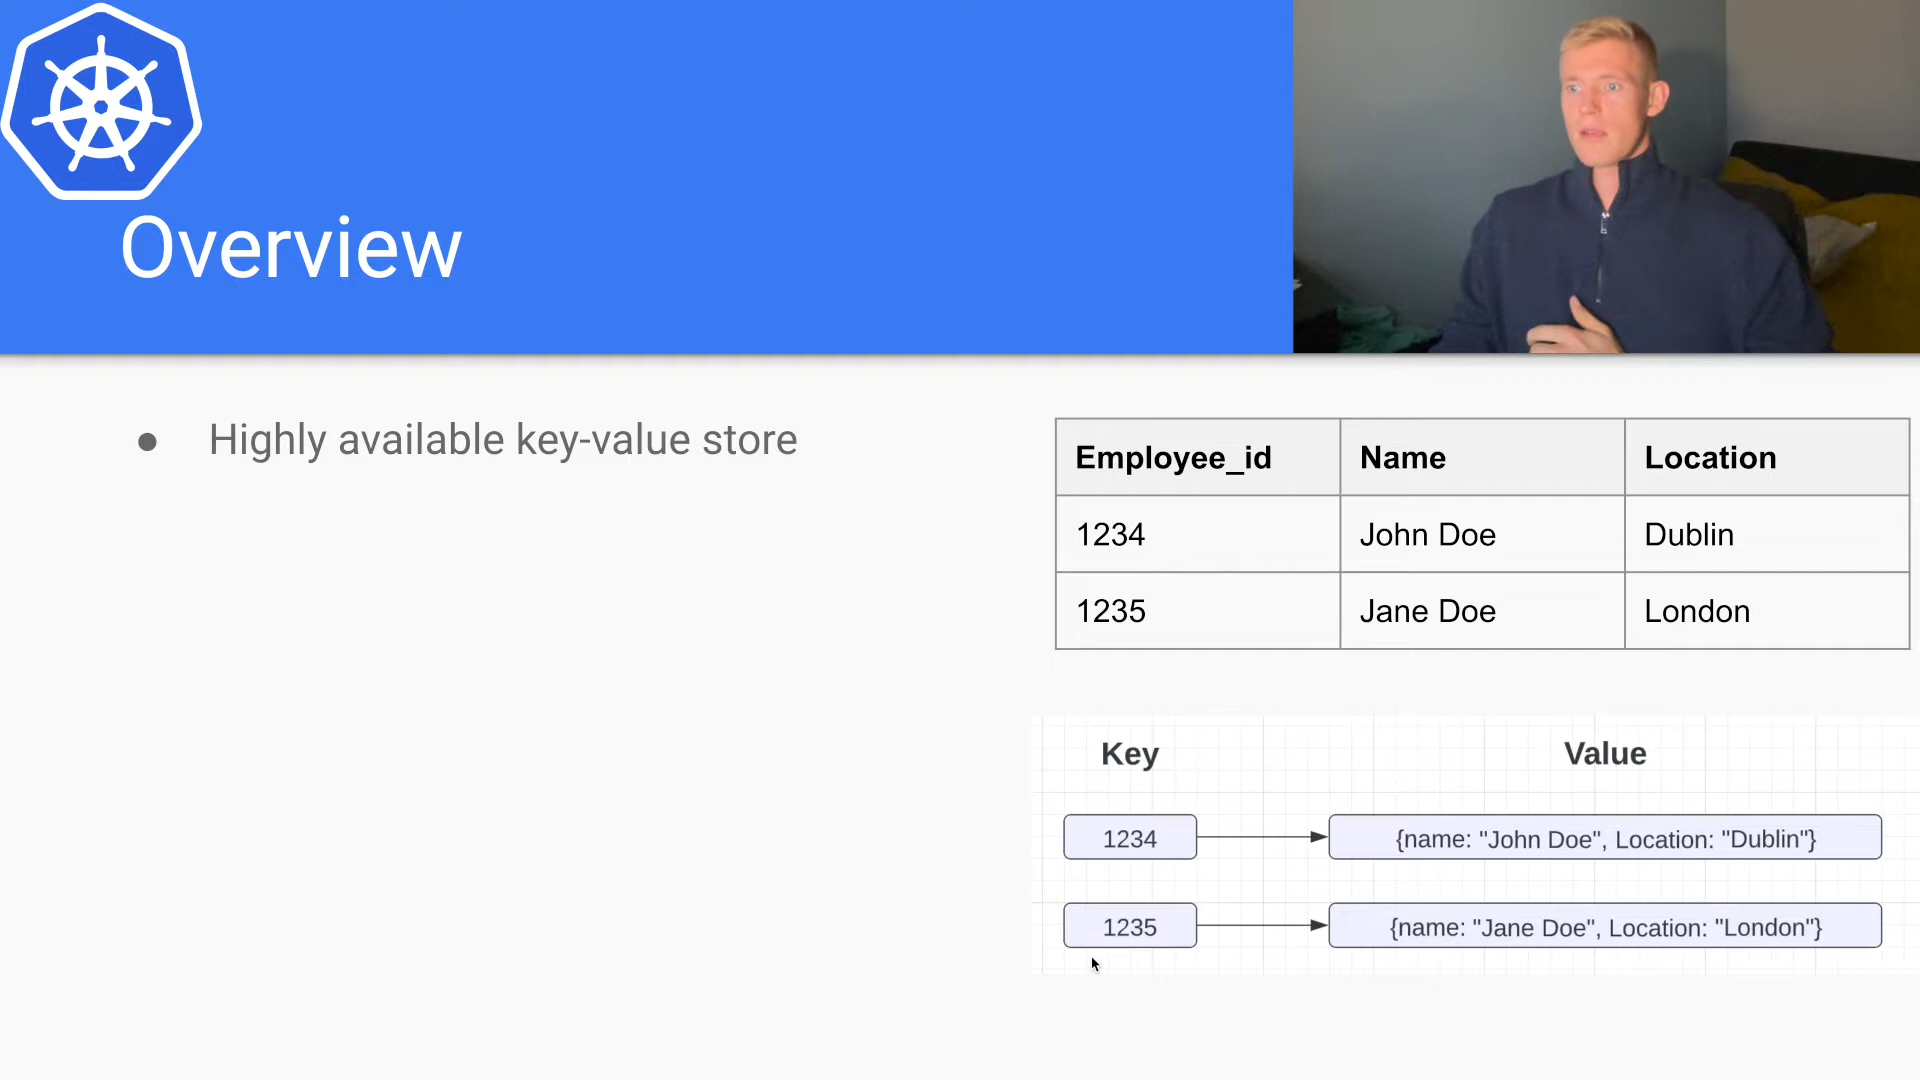 Overview
● Highly available key-value store
Employee_id Name Location
1234 John Doe Dublin
1235 Jane Doe London
Key Value
1234 {name: "John Doe", Location: "Dublin"}
1235 {name: "Jane Doe", Location: "London"}